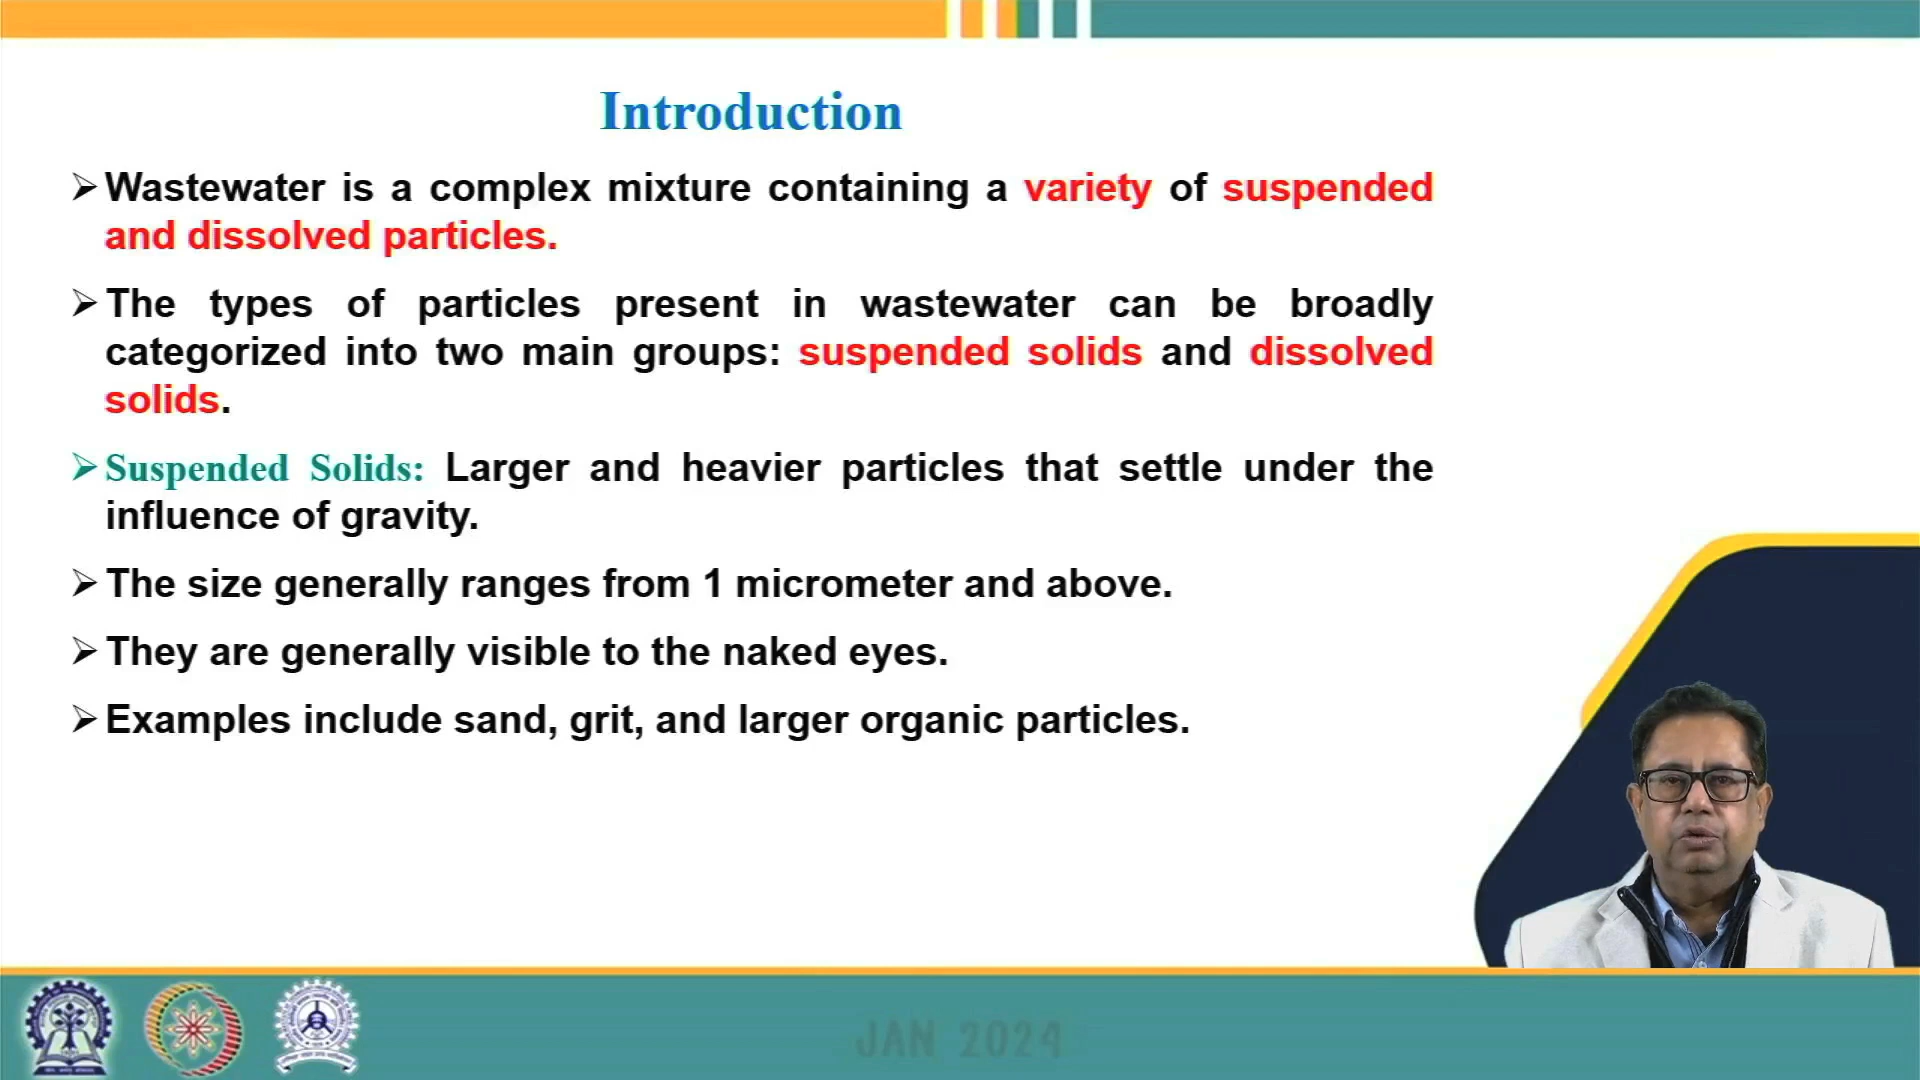 Introduction
➢Wastewater is a complex mixture containing a variety of suspended
and dissolved particles.
➢The types of particles present in wastewater can be broadly
categorized into two main groups: suspended solids and dissolved
solids.
➢Suspended Solids: Larger and heavier particles that settle under the
influence of gravity.
➢The size generally ranges from 1 micrometer and above.
➢They are generally visible to the naked eyes.
➢Examples include sand, grit, and larger organic particles.
JAN 2024